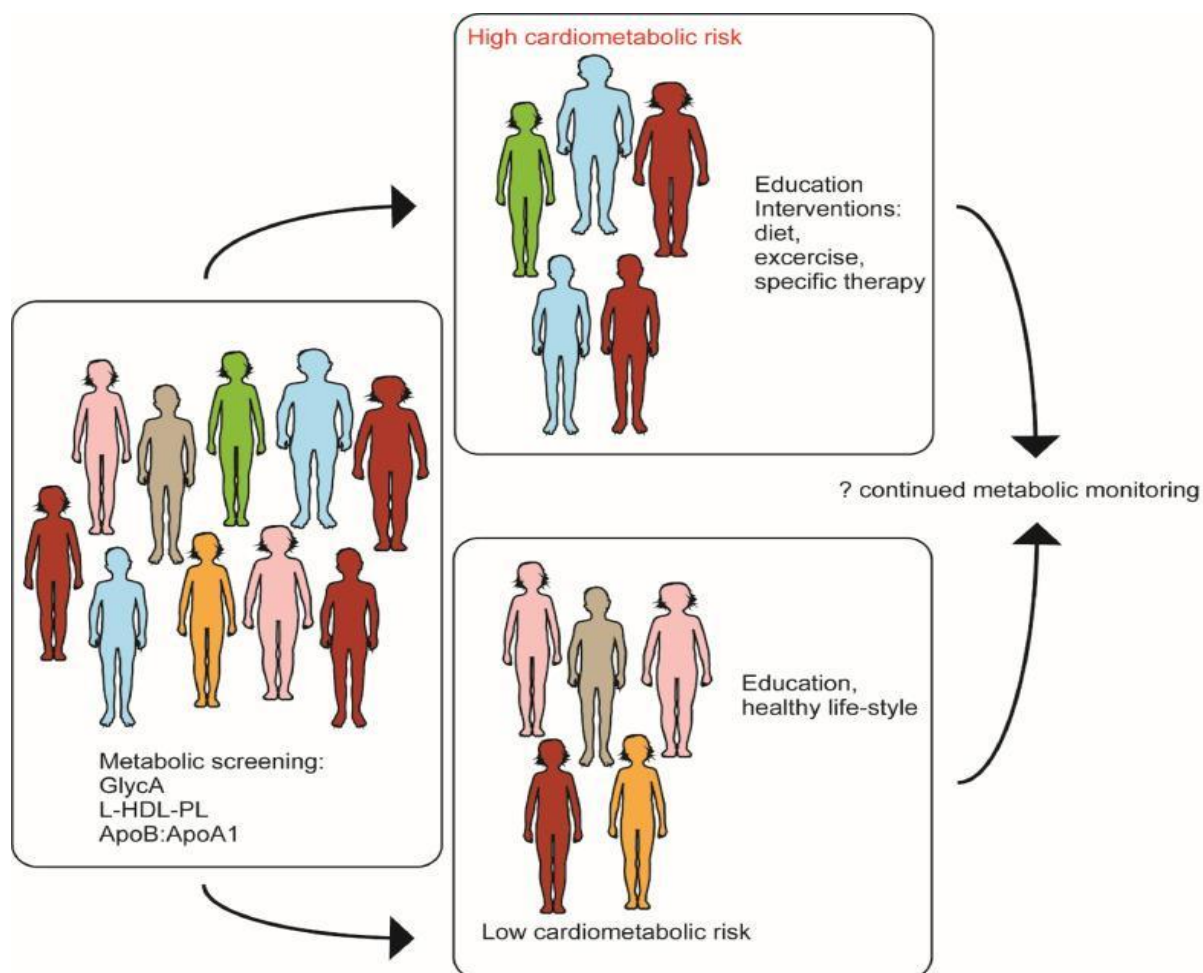 High cardiometabolic risk
Education
Interventions:
diet,
excercise,
specific therapy
? continued metabolic monitoring
Metabolic screening:
GlycA
L-HDL-PL
ApoB:ApoA1
Education,
healthy life-style
Low cardiometabolic risk